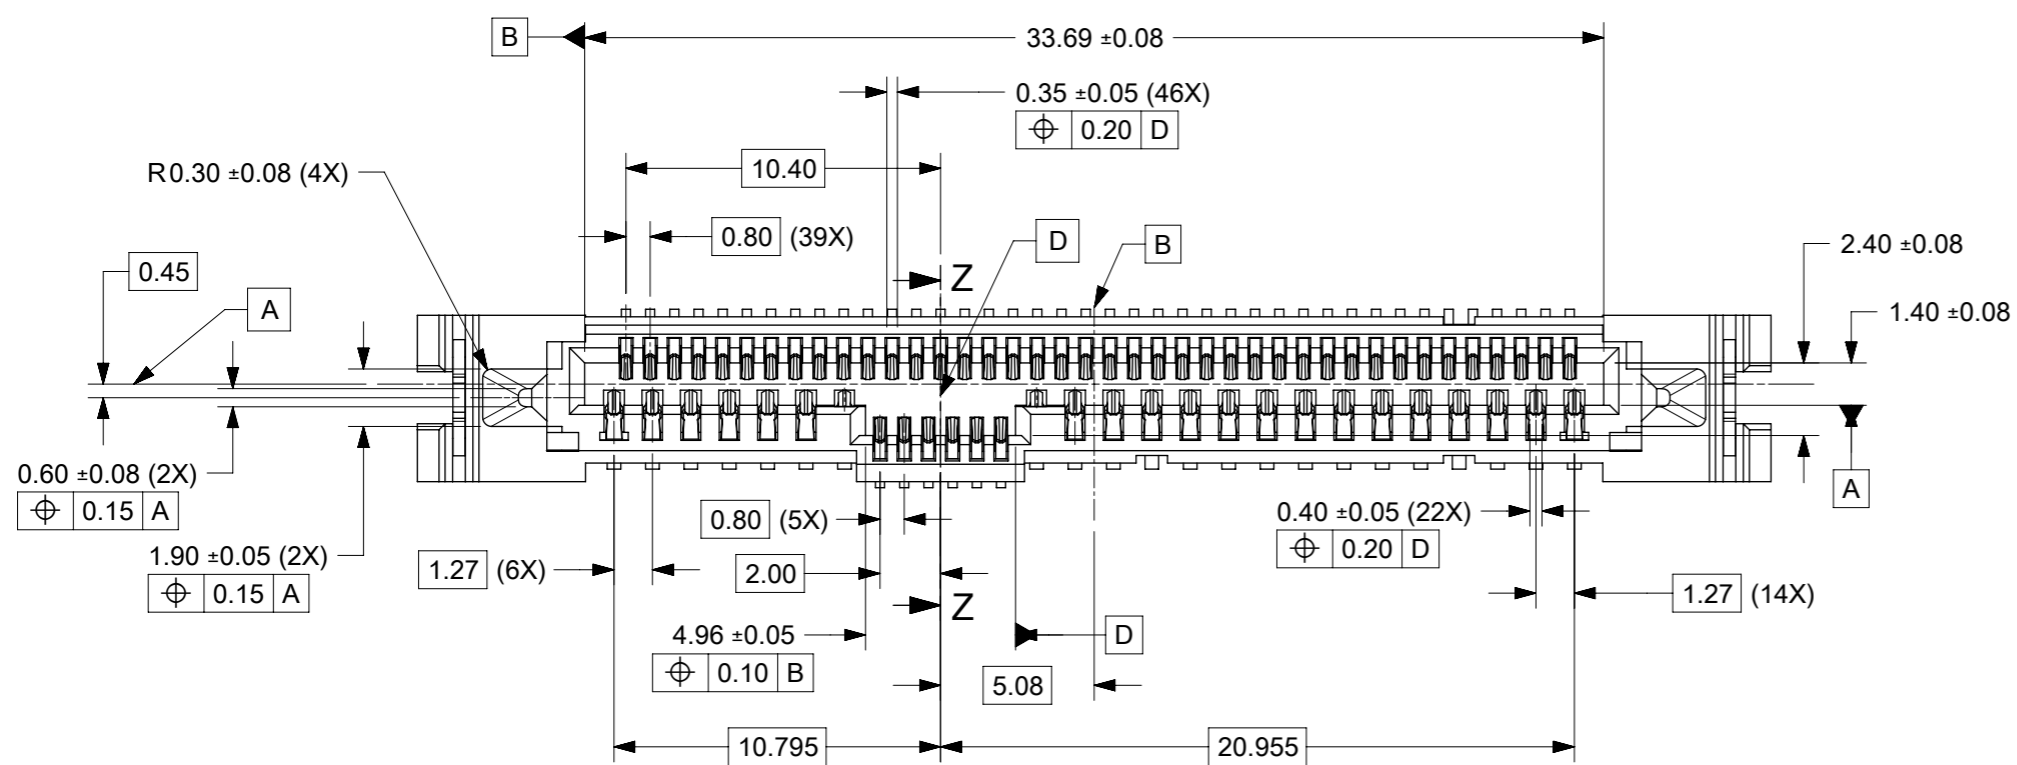 B
33.69 ±0.08
0.35 ±0.05 (46X)
⌖ 0.20 D
10.40
R0.30 ±0.08 (4X)
0.80 (39X)
D
B
2.40 ±0.08
0.45
Z
A
1.40 ±0.08
0.60 ±0.08 (2X)
⌖ 0.15 A
A
0.80 (5X)
0.40 ±0.05 (22X)
⌖ 0.20 D
1.90 ±0.05 (2X)
⌖ 0.15 A
1.27 (6X)
2.00
1.27 (14X)
Z
4.96 ±0.05
⌖ 0.10 B
D
5.08
10.795
20.955